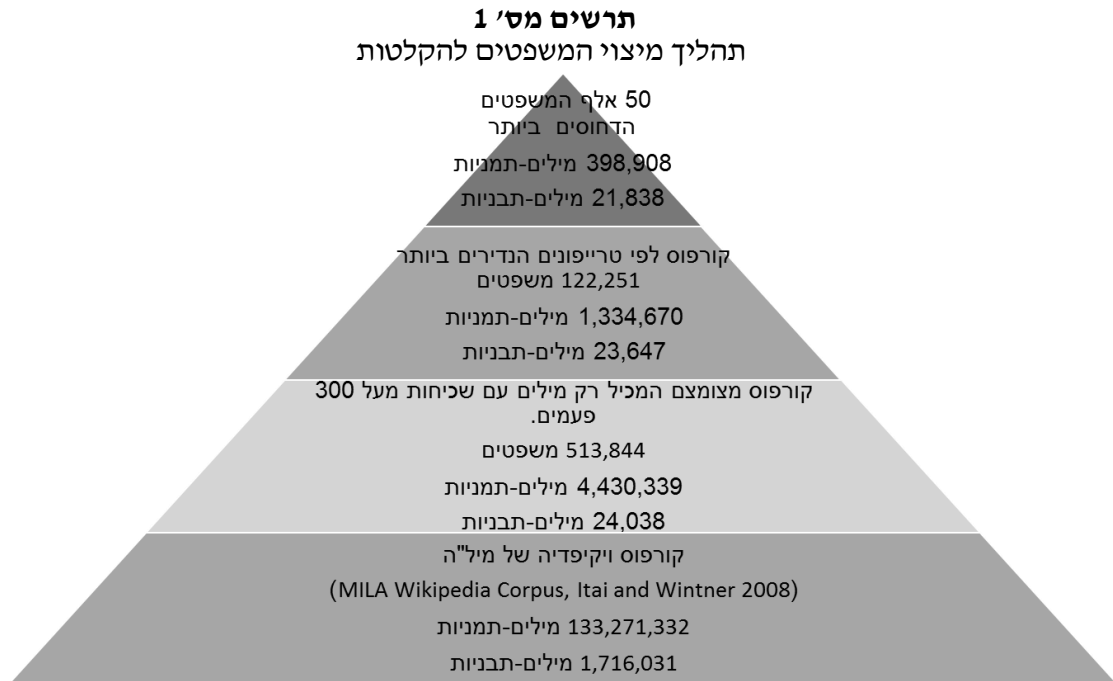 תרשים מס׳ 1
תהליך מיצוי המשפטים להקלטות
50 אלף המשפטים
הדחוסים ביותר
398,908 מילים-תמניות
21,838 מילים-תבניות
קורפוס לפי טרייפונים הנדירים ביותר
122,251 משפטים
1,334,670 מילים-תמניות
23,647 מילים-תבניות
קורפוס מצומצם המכיל רק מילים עם שכיחות מעל 300
פעמים.
513,844 משפטים
4,430,339 מילים-תמניות
24,038 מילים-תבניות
קורפוס ויקיפדיה של מיל"ה
(MILA Wikipedia Corpus, Itai and Wintner 2008)
133,271,332 מילים-תמניות
1,716,031 מילים-תבניות